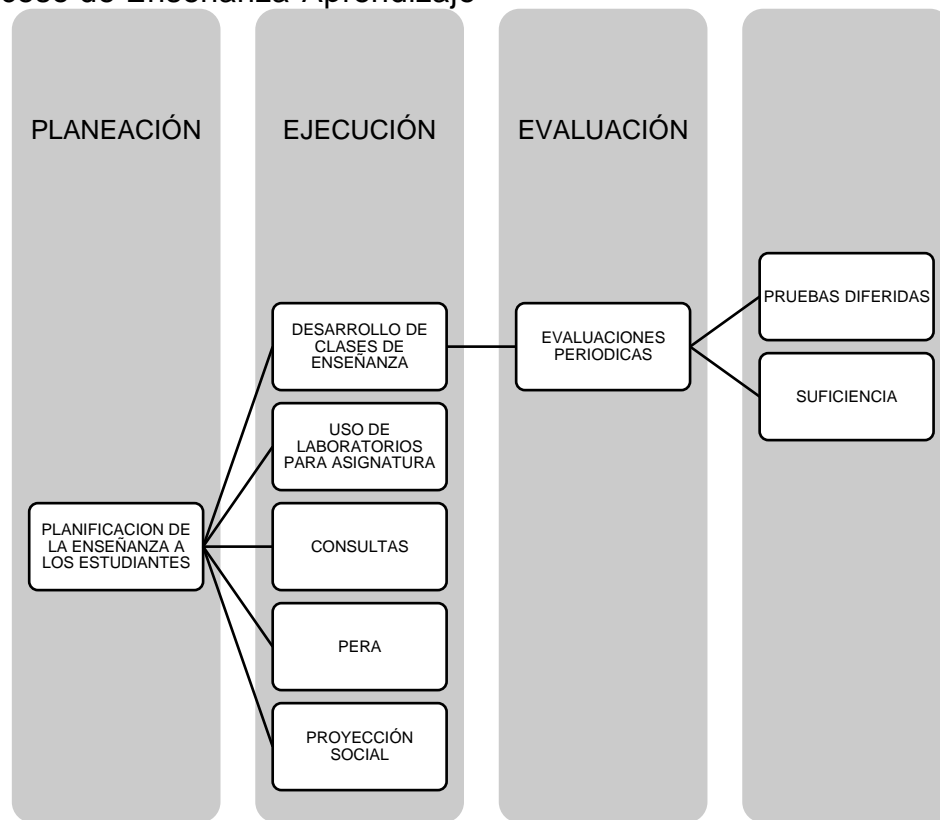 de Enseñanza-Aprendizaje
PLANEACIÓN
EJECUCIÓN
EVALUACIÓN
PLANIFICACION DE
LA ENSEÑANZA A
LOS ESTUDIANTES
DESARROLLO DE
CLASES DE
ENSEÑANZA
USO DE
LABORATORIOS
PARA ASIGNATURA
CONSULTAS
PERA
PROYECCIÓN
SOCIAL
EVALUACIONES
PERIODICAS
PRUEBAS DIFERIDAS
SUFICIENCIA